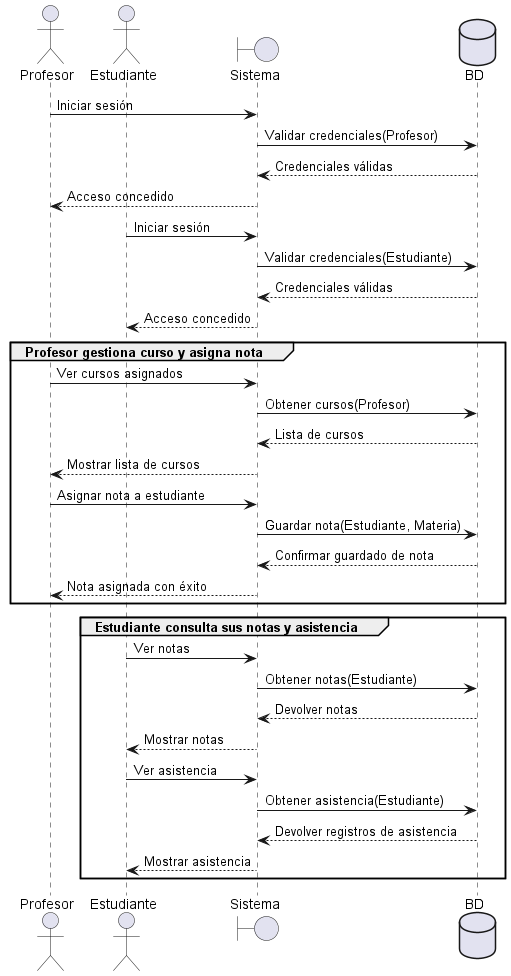 Profesor
Estudiante
Sistema
BD
Iniciar sesión
Validar credenciales(Profesor)
Credenciales válidas
Acceso concedido
Iniciar sesión
Validar credenciales(Estudiante)
Credenciales válidas
Acceso concedido
Profesor gestiona curso y asigna nota
Ver cursos asignados
Obtener cursos(Profesor)
Lista de cursos
Mostrar lista de cursos
Asignar nota a estudiante
Guardar nota(Estudiante, Materia)
Confirmar guardado de nota
Nota asignada con éxito
Estudiante consulta sus notas y asistencia
Ver notas
Obtener notas(Estudiante)
Devolver notas
Mostrar notas
Ver asistencia
Obtener asistencia(Estudiante)
Devolver registros de asistencia
Mostrar asistencia
Profesor
Estudiante
Sistema
BD